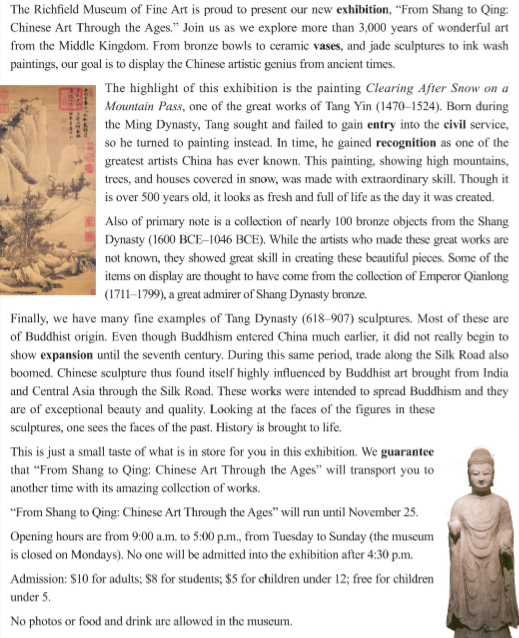 The Richfield Museum of Fine Art is proud to present our new exhibition, “From Shang to Qing:
Chinese Art Through the Ages.” Join us as we explore more than 3,000 years of wonderful art
from the Middle Kingdom. From bronze bowls to ceramic vases, and jade sculptures to ink wash
paintings, our goal is to display the Chinese artistic genius from ancient times.
The highlight of this exhibition is the painting Clearing After Snow on a
Mountain Pass, one of the great works of Tang Yin (1470–1524). Born during
the Ming Dynasty, Tang sought and failed to gain entry into the civil service,
so he turned to painting instead. In time, he gained recognition as one of the
greatest artists China has ever known. This painting, showing high mountains,
trees, and houses covered in snow, was made with extraordinary skill. Though it
is over 500 years old, it looks as fresh and full of life as the day it was created.
Also of primary note is a collection of nearly 100 bronze objects from the Shang
Dynasty (1600 BCE–1046 BCE). While the artists who made these great works are
not known, they showed great skill in creating these beautiful pieces. Some of the
items on display are thought to have come from the collection of Emperor Qianlong
(1711–1799), a great admirer of Shang Dynasty bronze.
Finally, we have many fine examples of Tang Dynasty (618–907) sculptures. Most of these are
of Buddhist origin. Even though Buddhism entered China much earlier, it did not really begin to
show expansion until the seventh century. During this same period, trade along the Silk Road also
boomed. Chinese sculpture thus found itself highly influenced by Buddhist art brought from India
and Central Asia through the Silk Road. These works were intended to spread Buddhism and they
are of exceptional beauty and quality. Looking at the faces of the figures in these
sculptures, one sees the faces of the past. History is brought to life.
This is just a small taste of what is in store for you in this exhibition. We guarantee
that “From Shang to Qing: Chinese Art Through the Ages” will transport you to
another time with its amazing collection of works.
“From Shang to Qing: Chinese Art Through the Ages” will run until November 25.
Opening hours are from 9:00 a.m. to 5:00 p.m., from Tuesday to Sunday (the museum
is closed on Mondays). No one will be admitted into the exhibition after 4:30 p.m.
Admission: $10 for adults; $8 for students; $5 for children under 12; free for children
under 5.
No photos or food and drink are allowed in the museum.